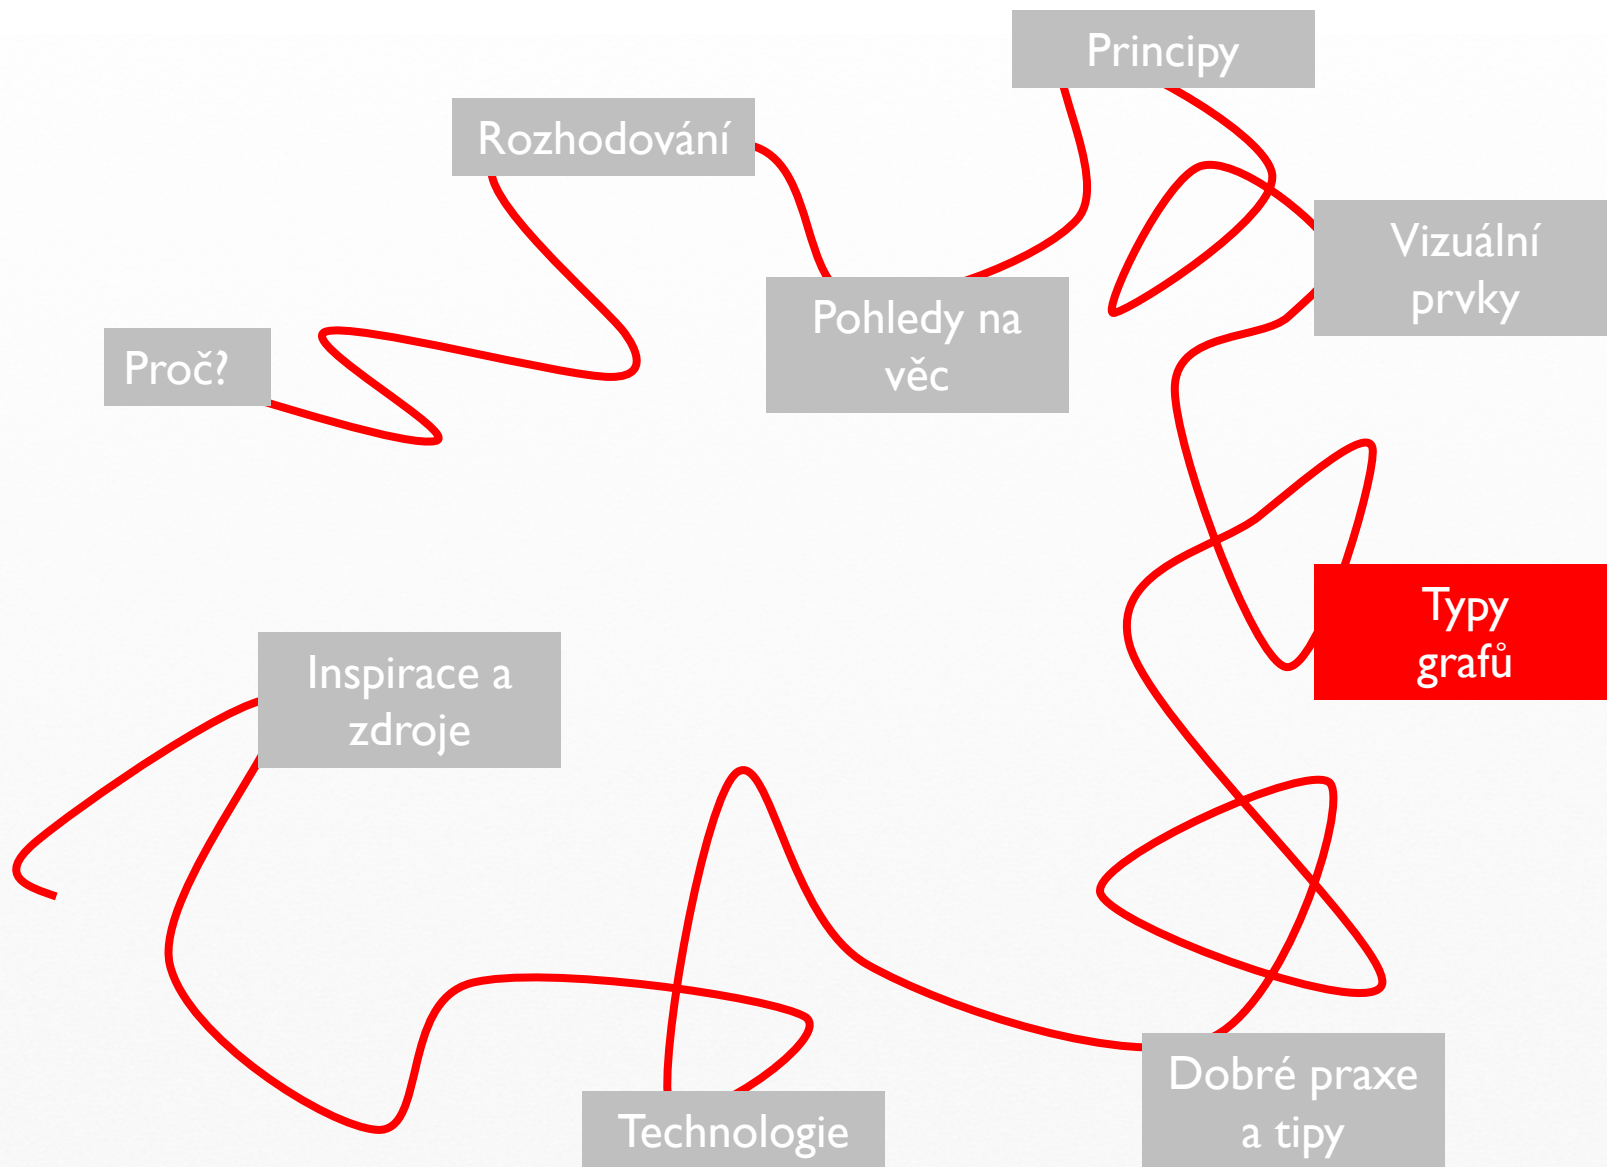 Principy
Rozhodování
Vizuální
prvky
Pohledy na
věc
Proč?
Typy
grafů
Inspirace a
zdroje
Dobré praxe
a tipy
Technologie